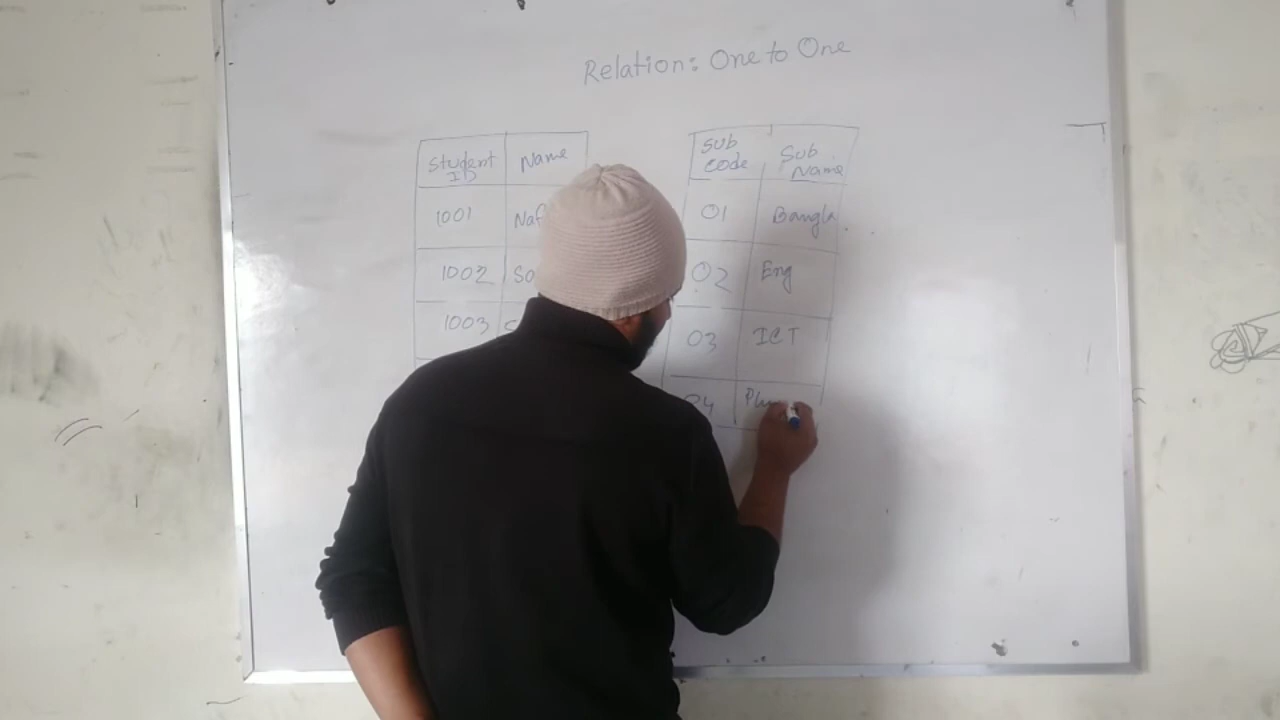 Relation: One to One
Student ID Name
1001
1002
1003
Sub code Sub Name
01 Bangla
02 Eng
03 ICT
04